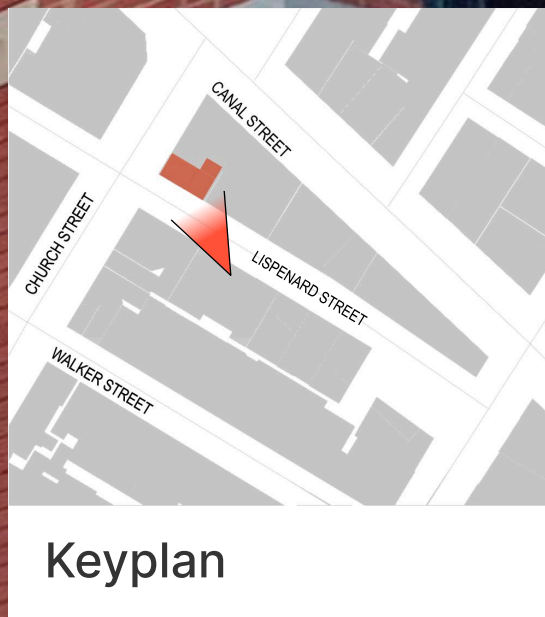 CANAL STREET
CHURCH STREET
LISPENARD STREET
WALKER STREET
Keyplan